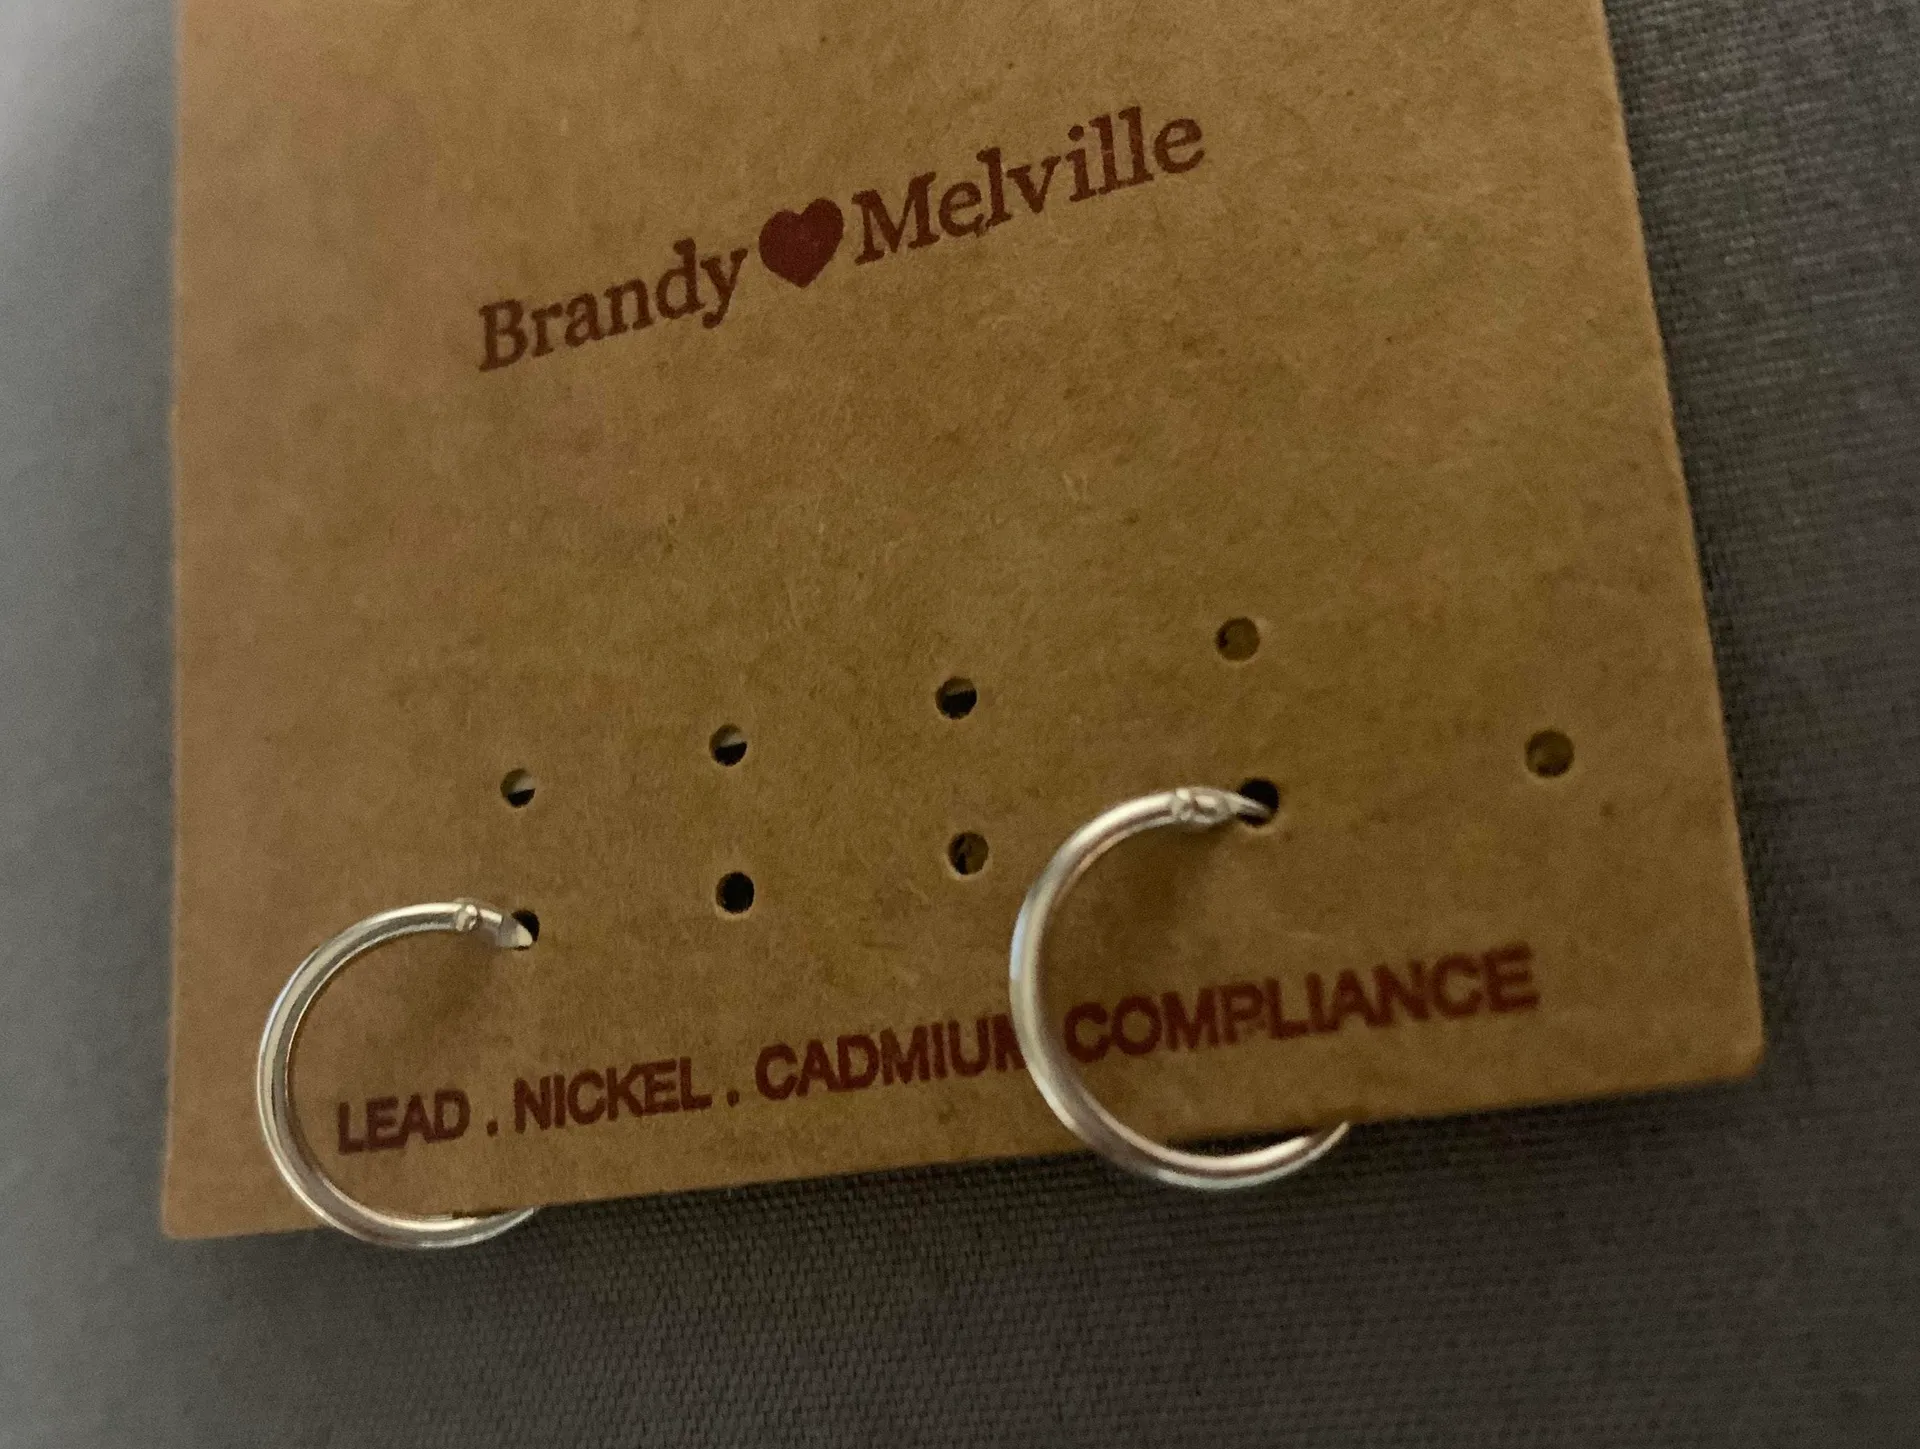 Brandy♥Melville
LEAD . NICKEL . CADMIUM COMPLIANCE